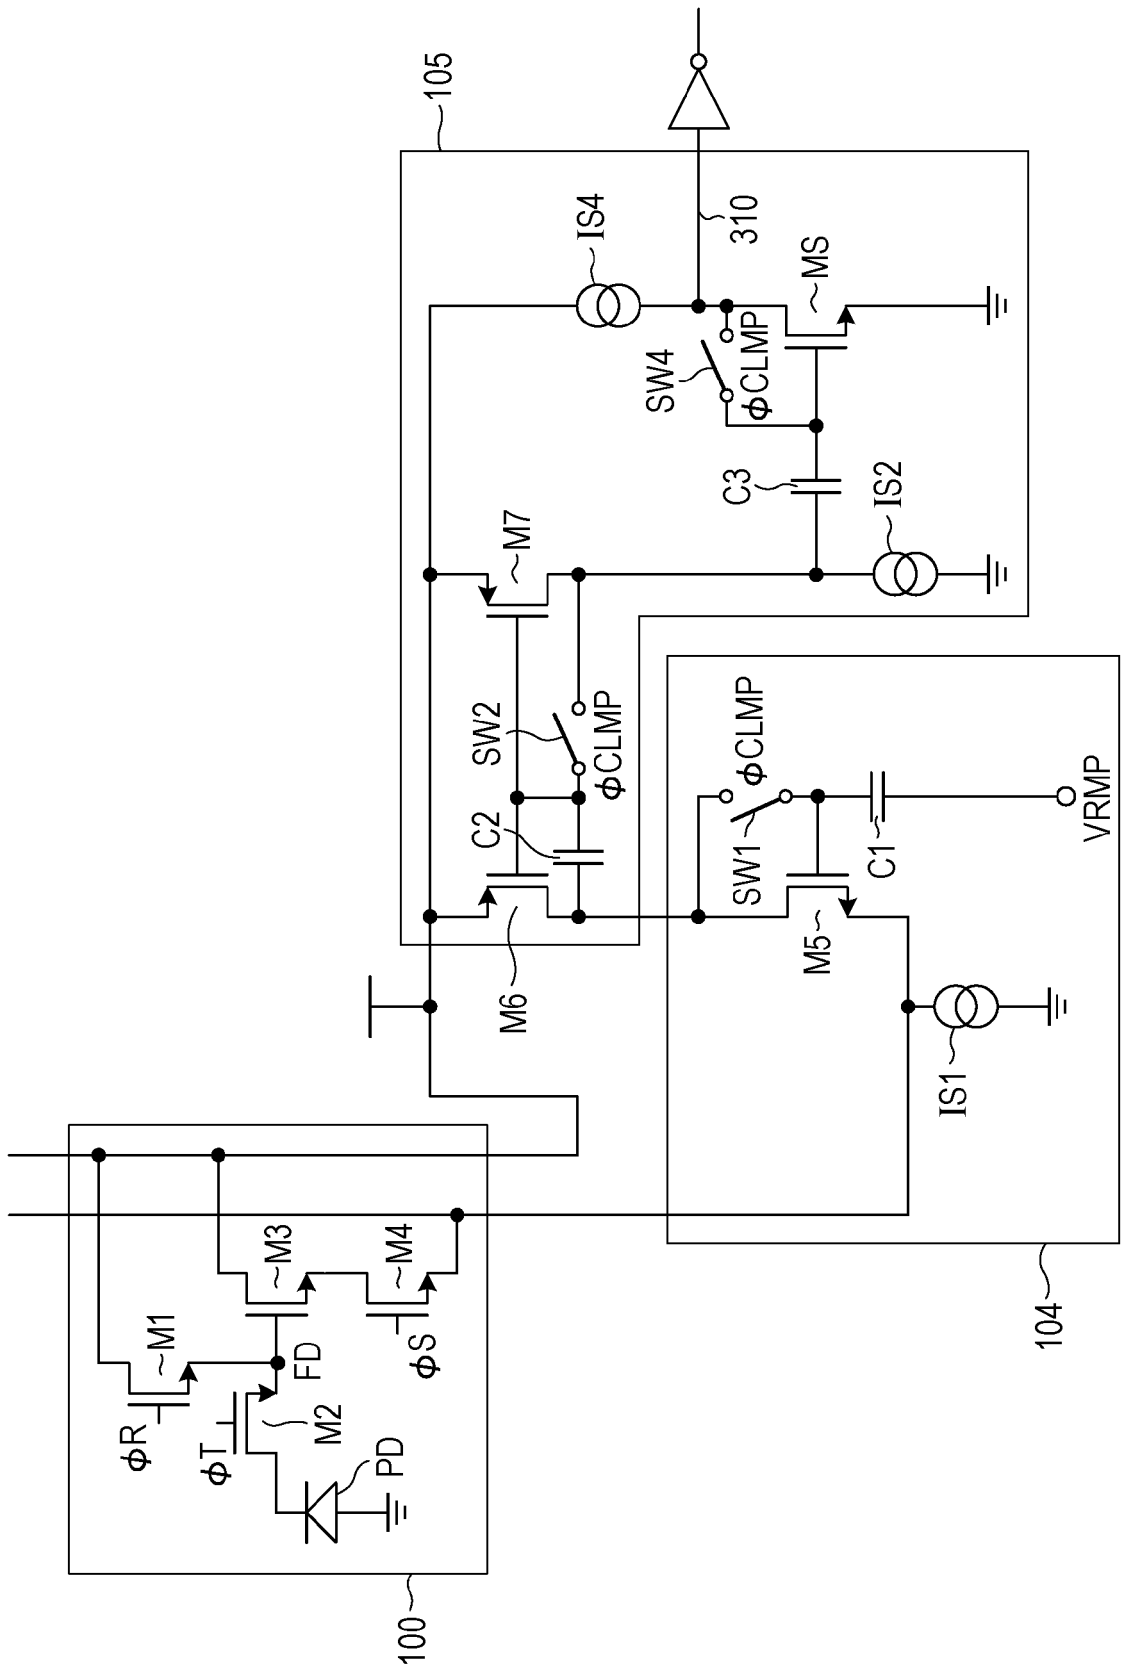 105
IS4
310
MS
SW4
ϕCLMP
C3
IS2
M7
SW2
ϕCLMP
C2
M6
ϕCLMP
SW1
C1
VRMP
M5
IS1
104
M3
M4
ϕS
M1
FD
ϕR
ϕT
M2
PD
100